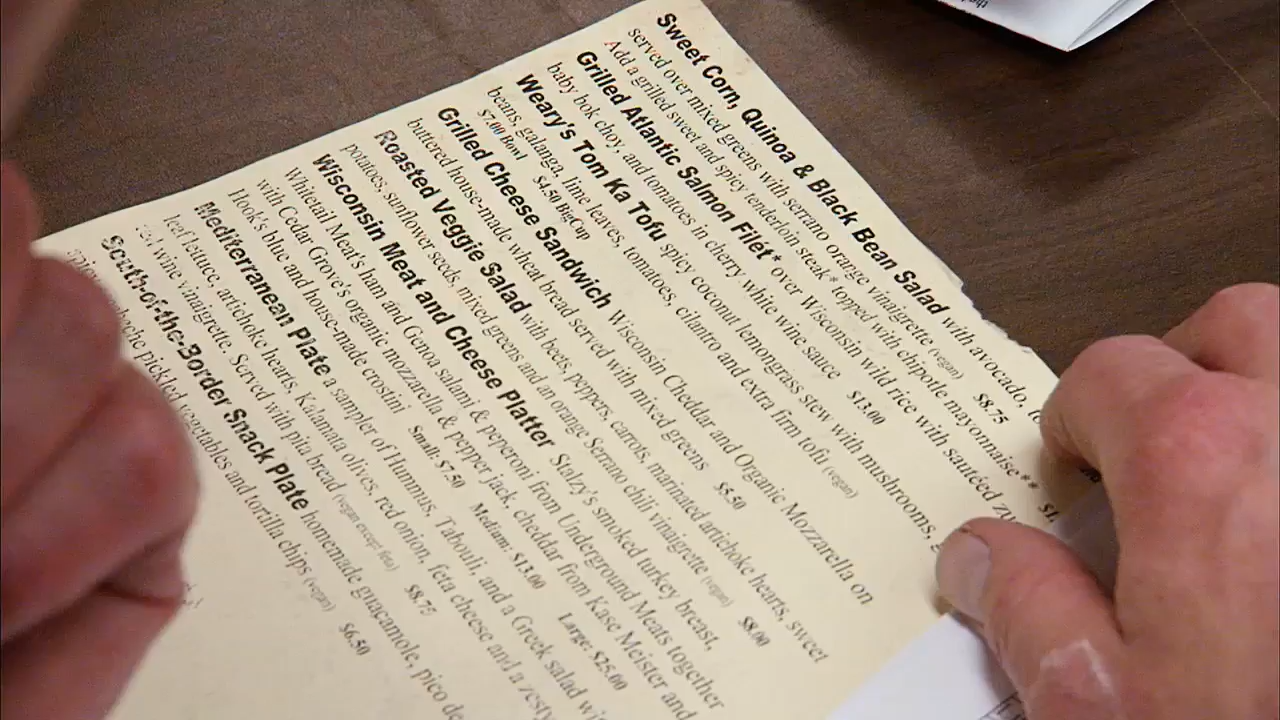 Sweet Corn, Quinoa & Black Bean Salad with avocado,
served over mixed greens with serrano orange vinaigrette (vegan) $8.75
Add a grilled sweet and spicy tenderloin steak* topped with chipotle mayonnaise**
Grilled Atlantic Salmon Filet* over Wisconsin wild rice with sautéed
baby bok choy, and tomatoes in cherry white wine sauce $13.00
Weary's Tom Ka Tofu spicy coconut lemongrass stew with mushrooms,
beans, galanga, lime leaves, tomatoes, cilantro and extra firm tofu (vegan)
$7.00 Bowl $4.50 Big Cup
Grilled Cheese Sandwich Wisconsin Cheddar and Organic Mozzarella on
buttered house-made wheat bread served with mixed greens $5.50
Roasted Veggie Salad with beets, peppers, carrots, marinated artichoke hearts, sweet
potatoes, sunflower seeds, mixed greens and an orange Serrano chili vinaigrette (vegan) $8.00
Wisconsin Meat and Cheese Platter Stalzy's smoked turkey breast,
Whitetail Meat's ham and Genoa salami & peperoni from Underground Meats together
with Cedar Grove's organic mozzarella & pepper jack, cheddar from Kase Meister and
Hook's blue and house-made crostini Small: $7.50 Medium: $13.00 Large: $25.00
Mediterranean Plate a sampler of Hummus, Tabouli, and a Greek salad
leaf lettuce, artichoke hearts, Kalamata olives, red onion, feta cheese and a zesty
red wine vinaigrette. Served with pita bread (vegan except feta) $8.75
South-of-the-Border Snack Plate homemade guacamole, pico de
pickled vegetables and tortilla chips (vegan) $6.50